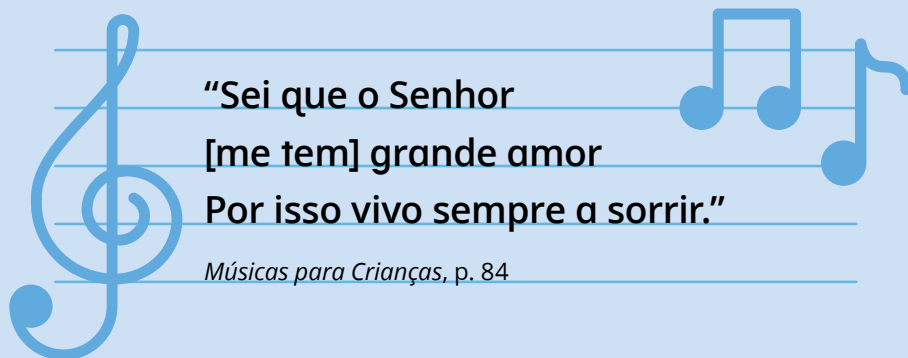 “Sei que o Senhor
[me tem] grande amor
Por isso vivo sempre a sorrir.”
Músicas para Crianças, p. 84